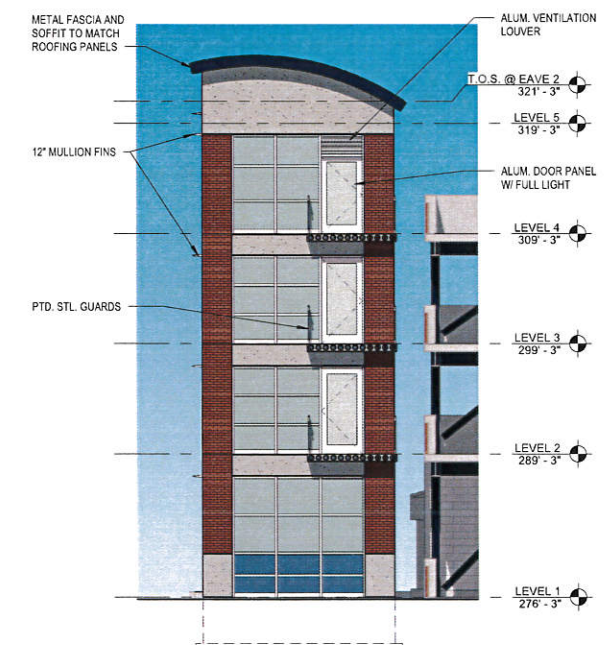 METAL FASCIA AND
SOFFIT TO MATCH
ROOFING PANELS
ALUM. VENTILATION
LOUVER
T.O.S. @ EAVE 2
321' - 3"
LEVEL 5
319' - 3"
12" MULLION FINS
ALUM. DOOR PANEL
W/ FULL LIGHT
LEVEL 4
309' - 3"
PTD. STL. GUARDS
LEVEL 3
299' - 3"
LEVEL 2
289' - 3"
LEVEL 1
276' - 3"